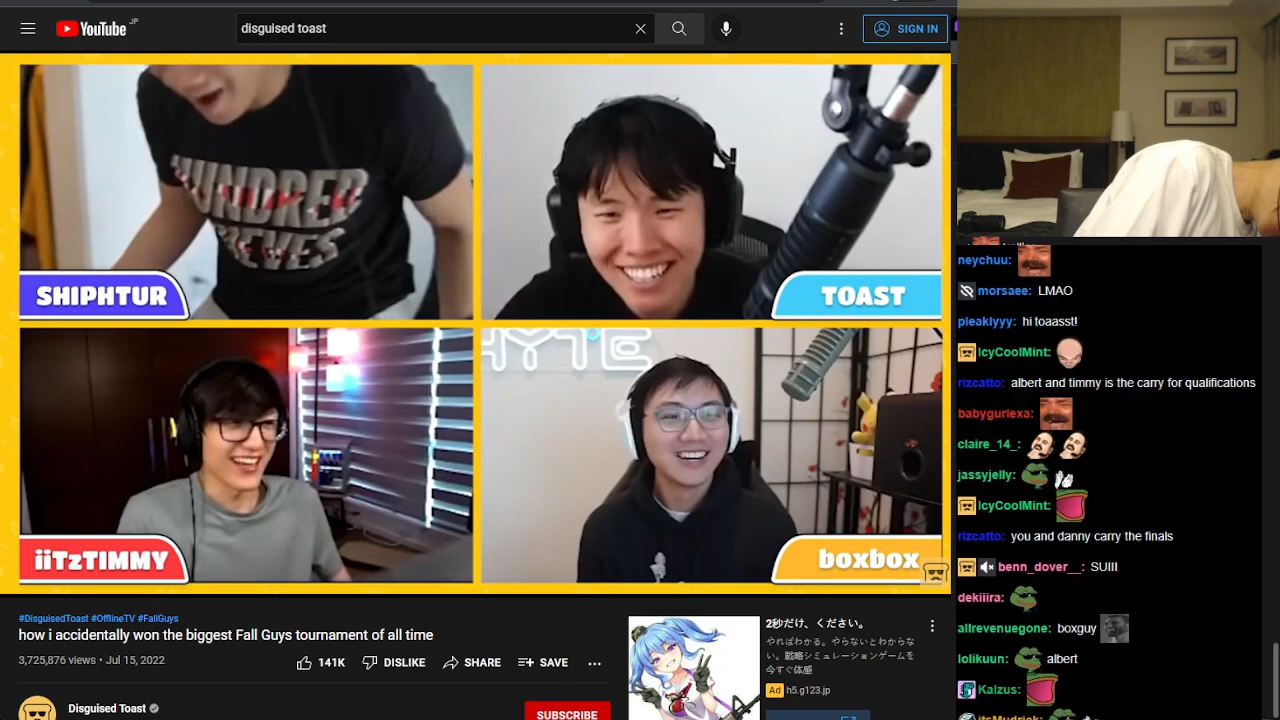 YouTube JP
disguised toast
SIGN IN
HUNDRED
THIEVES
SHIPHTUR
TOAST
HYTE
iiTzTIMMY
boxbox
#DisguisedToast #OfflineTV #FallGuys
how i accidentally won the biggest Fall Guys tournament of all time
3,725,876 views • Jul 15, 2022
141K
DISLIKE
SHARE
SAVE
Disguised Toast
SUBSCRIBE
2秒だけ、ください。
やればわかる。やらないとわからな
い。戦略シミュレーションゲームを
今すぐ体感
Ad h5.g123.jp
neychuu:
morsaee: LMAO
pleaklyyy: hi toaasst!
IcyCoolMint:
rizcatto: albert and timmy is the carry for qualifications
babygurlexa:
claire_14_:
jassyjelly:
IcyCoolMint:
rizcatto: you and danny carry the finals
benn_dover__: SUIII
dekiiira:
allrevenuegone: boxguy
lolikuun: albert
Kalzus:
itsMudrick: